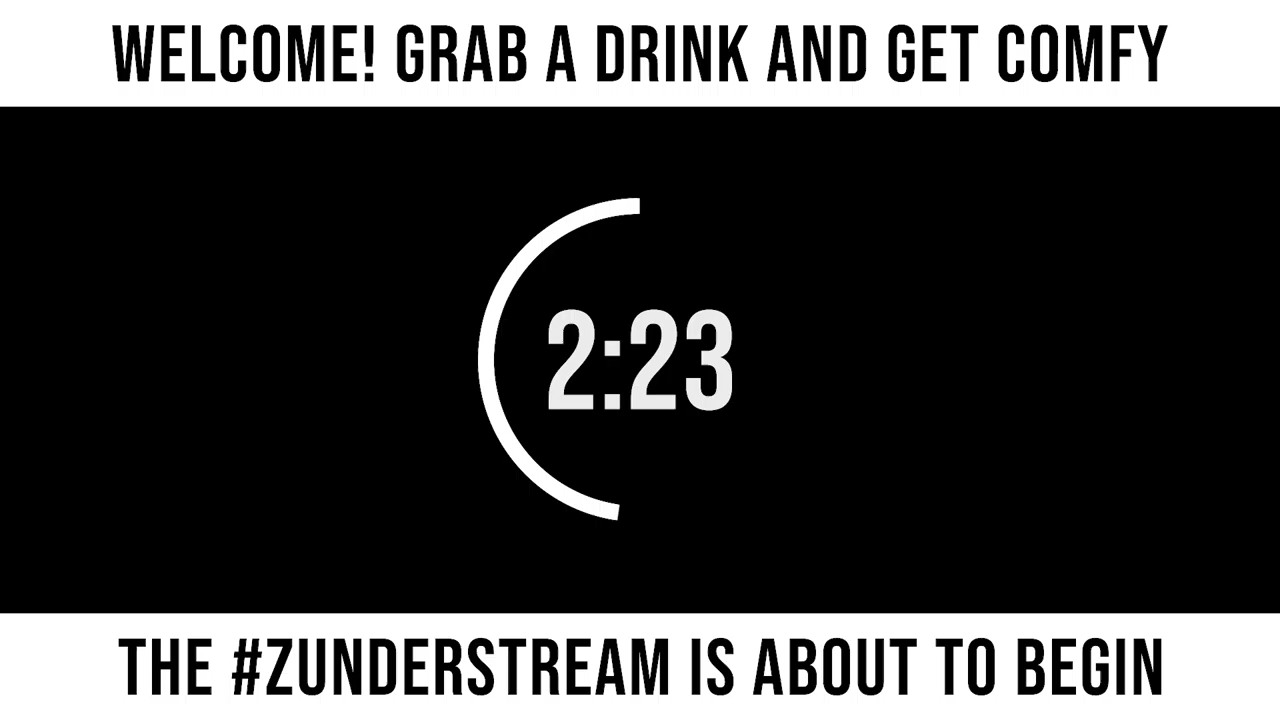 WELCOME! GRAB A DRINK AND GET COMFY
2:23
THE #ZUNDERSTREAM IS ABOUT TO BEGIN